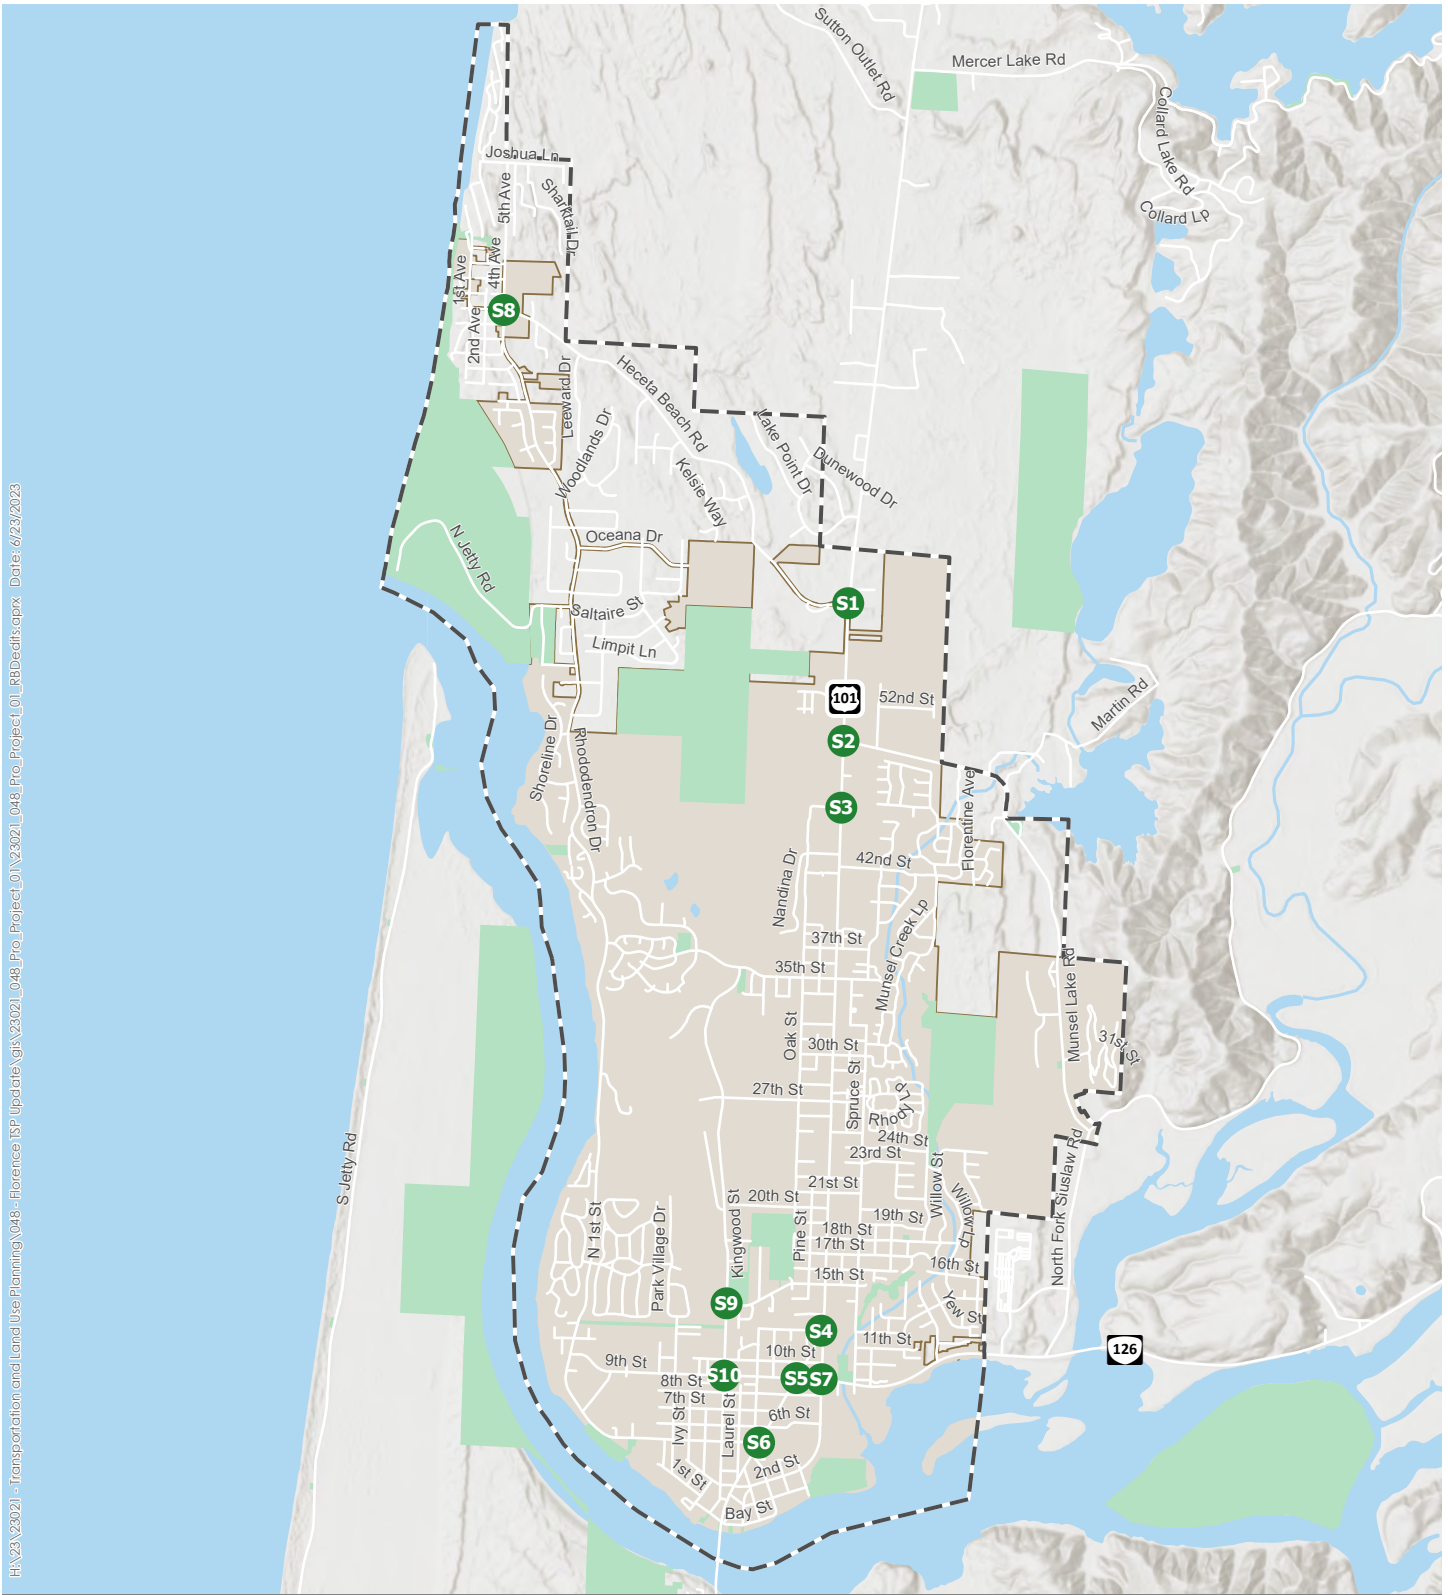 Sutton Outlet Rd
Mercer Lake Rd
Collard Lake Rd
Collard Lp
Joshua Ln
5th Ave
Sharktail Dr
4th Ave
1st Ave
S8
2nd Ave
Leeward Dr
Heceta Beach Rd
Woodlands Dr
Lake Point Dr
Dunewood Dr
Kelsie Way
N Jetty Rd
Oceana Dr
Saltaire St
S1
Limpit Ln
101
52nd St
Martin Rd
S2
Shoreline Dr
Rhododendron Dr
S3
Florentine Ave
42nd St
Nandina Dr
Munsel Creek Lp
37th St
35th St
Munsel Lake Rd
Oak St
30th St
31st St
27th St
Spruce St
Rhody Lp
24th St
23rd St
S Jetty Rd
21st St
20th St
Willow St
Willow Lp
North Fork Siuslaw Rd
N 1st St
Park Village Dr
Kingwood St
Pine St
19th St
18th St
17th St
16th St
15th St
S9
Yew St
S4
11th St
126
10th St
9th St
S10
S5
S7
8th St
7th St
Ivy St
Laurel St
6th St
S6
1st St
2nd St
Bay St
H:\23\23021 - Transportation and Land Use Planning\048 - Florence TSP Update\gis\23021_048_Pro_Project_01\23021_048_Pro_Project_01_RBDedits.aprx Date: 6/23/2023